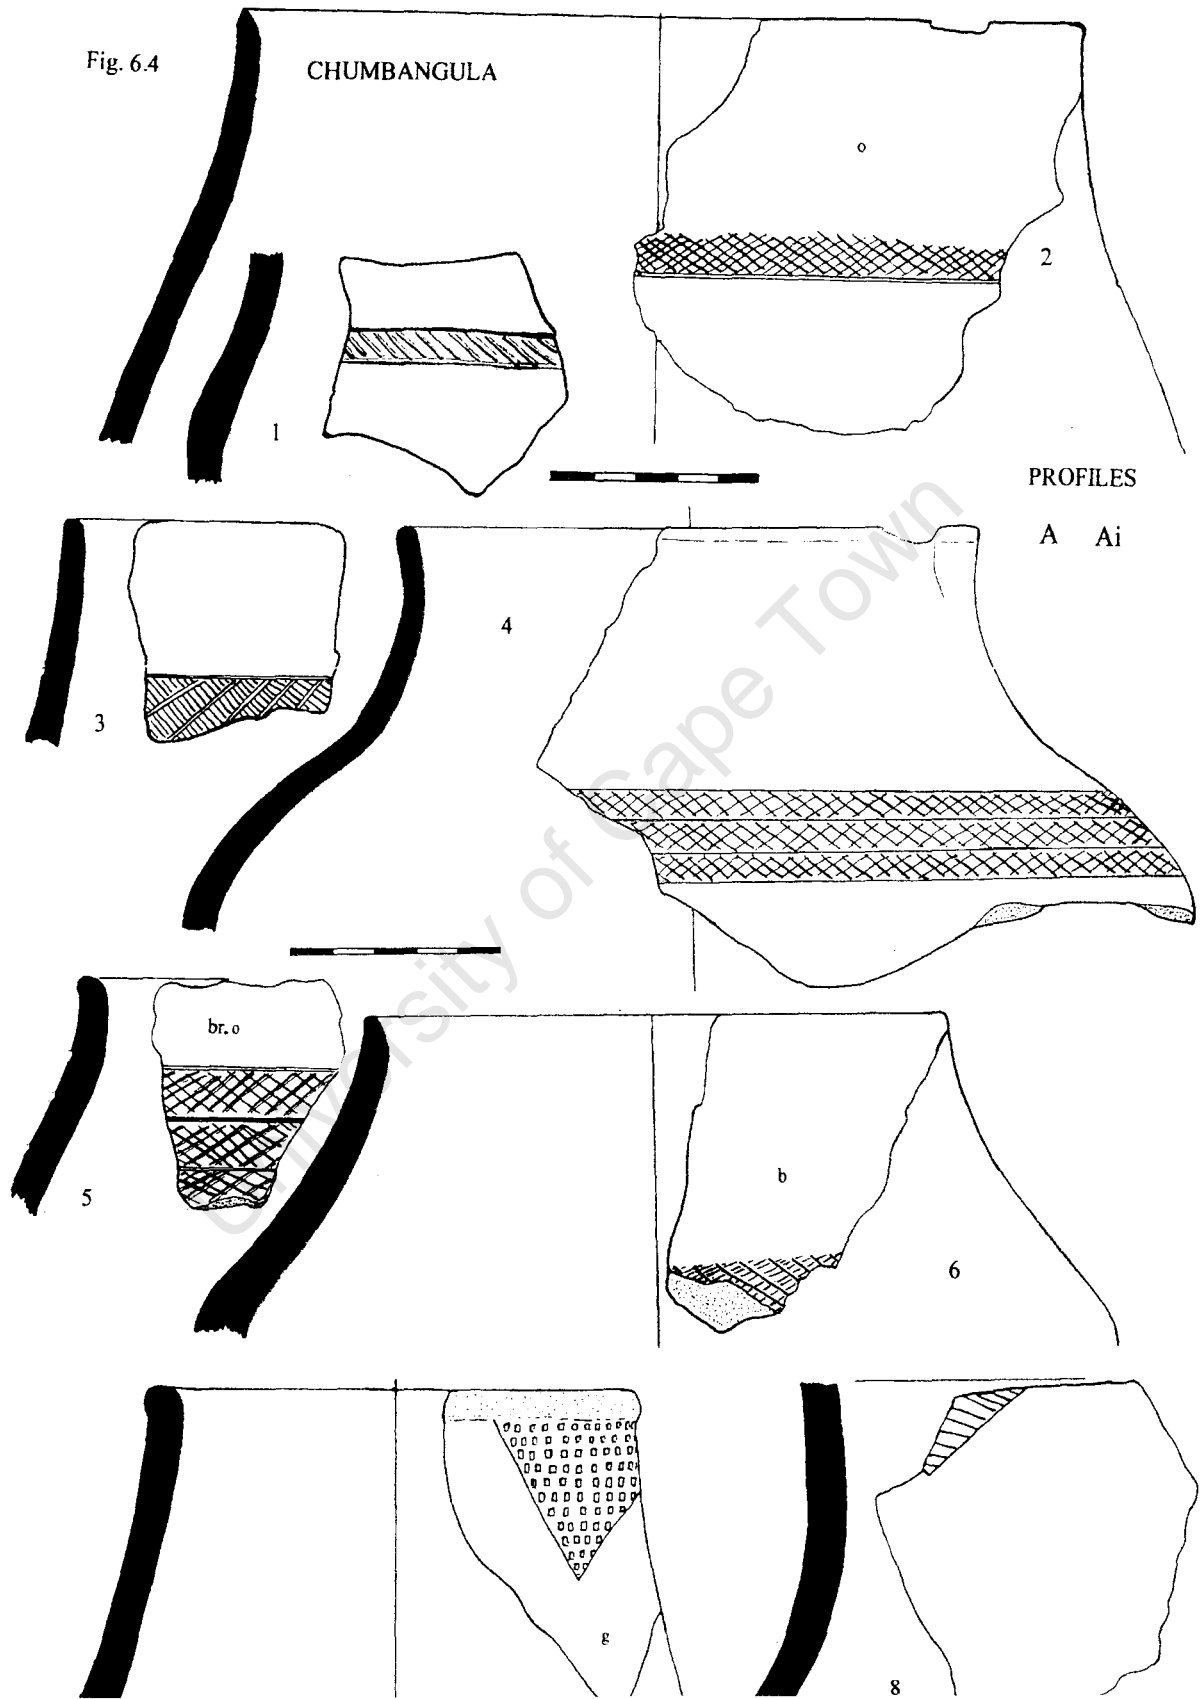 Fig. 6.4
CHUMBANGULA
o
2
1
PROFILES
A Ai
3
4
br. o
5
b
6
g
8
University of Cape Town